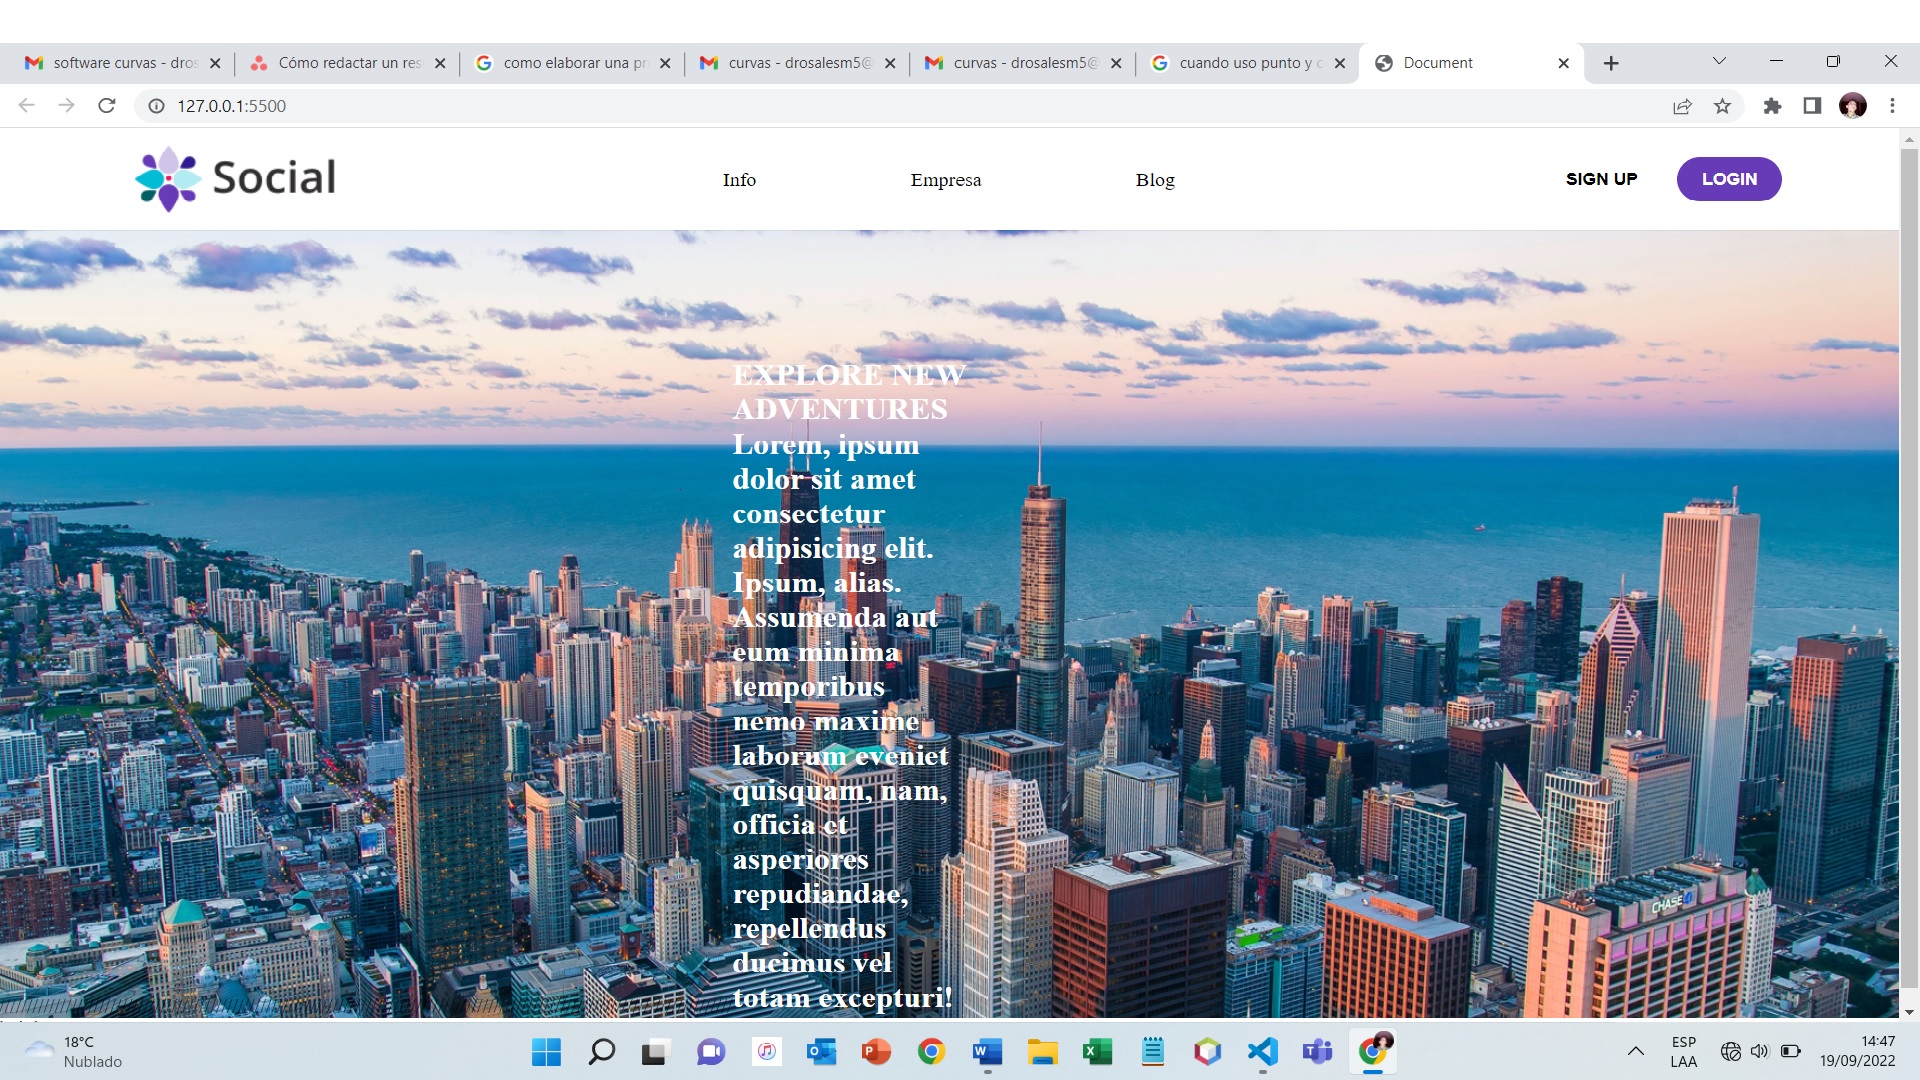 software curvas - dros
Cómo redactar un res
como elaborar una pr
curvas - drosalesm5@
curvas - drosalesm5@
cuando uso punto y c
Document
127.0.0.1:5500
Social
Info
Empresa
Blog
SIGN UP
LOGIN
EXPLORE NEW
ADVENTURES
Lorem, ipsum
dolor sit amet
consectetur
adipisicing elit.
Ipsum, alias.
Assumenda aut
eum minima
temporibus
nemo maxime
laborum eveniet
quisquam, nam,
officia et
asperiores
repudiandae,
repellendus
ducimus vel
totam excepturi!
CHASE
18°C
Nublado
ESP
LAA
14:47
19/09/2022